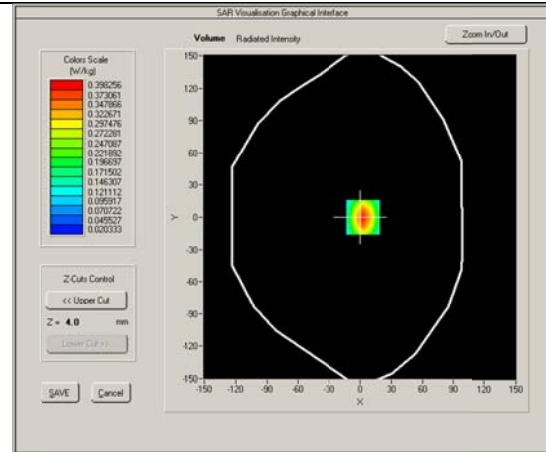 SAR Visualisation Graphical Interface
Volume Radiated Intensity
Zoom In/Out
Colors Scale
(W/kg)
0.398256
0.373061
0.347866
0.322671
0.297476
0.272281
0.247087
0.221892
0.196697
0.171502
0.146307
0.121112
0.095917
0.070722
0.045527
0.020333
Z-Cuts Control
<< Upper Cut
Z = 4.0 mm
Lower Cut >>
SAVE Cancel
150
120
90
60
30
0
-30
-60
-90
-120
-150
Y
-150 -120 -90 -60 -30 0 30 60 90 120 150
X